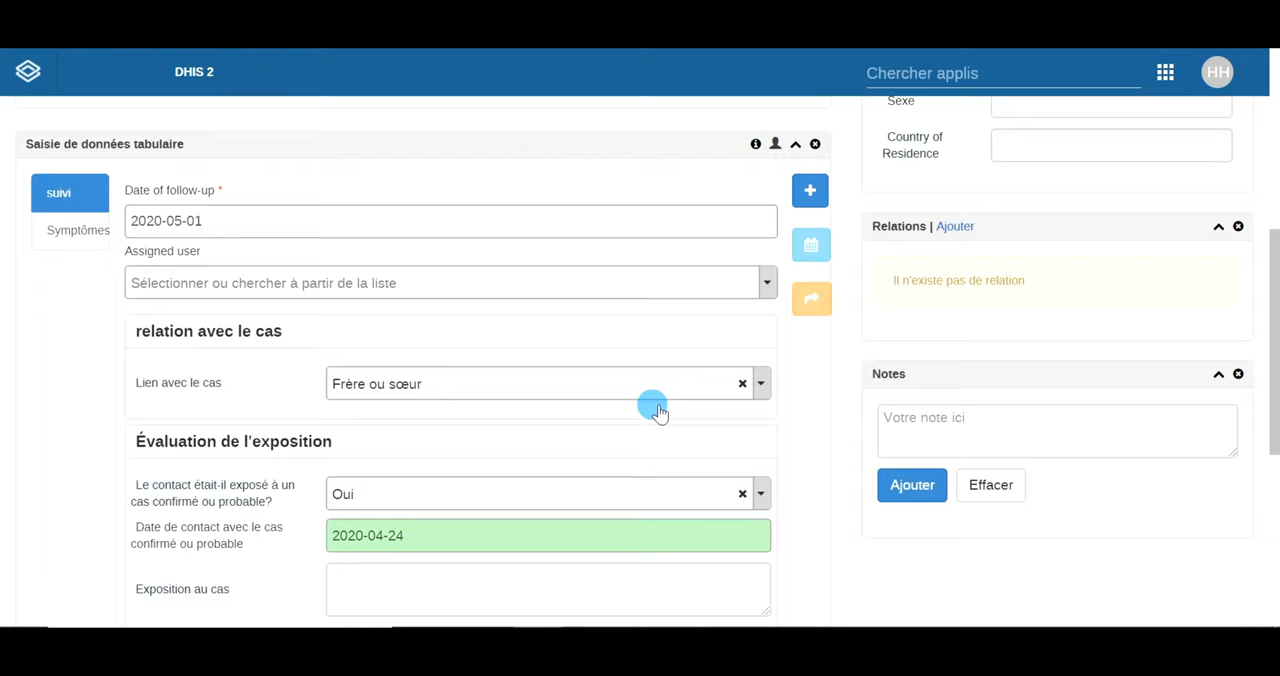 DHIS 2
Chercher applis
HH
Saisie de données tabulaire
suivi
Symptômes
Date of follow-up *
2020-05-01
Assigned user
Sélectionner ou chercher à partir de la liste
relation avec le cas
Lien avec le cas
Frère ou sœur
Évaluation de l'exposition
Le contact était-il exposé à un
cas confirmé ou probable?
Oui
Date de contact avec le cas
confirmé ou probable
2020-04-24
Exposition au cas
Sexe
Country of
Residence
Relations | Ajouter
Il n'existe pas de relation
Notes
Votre note ici
Ajouter
Effacer